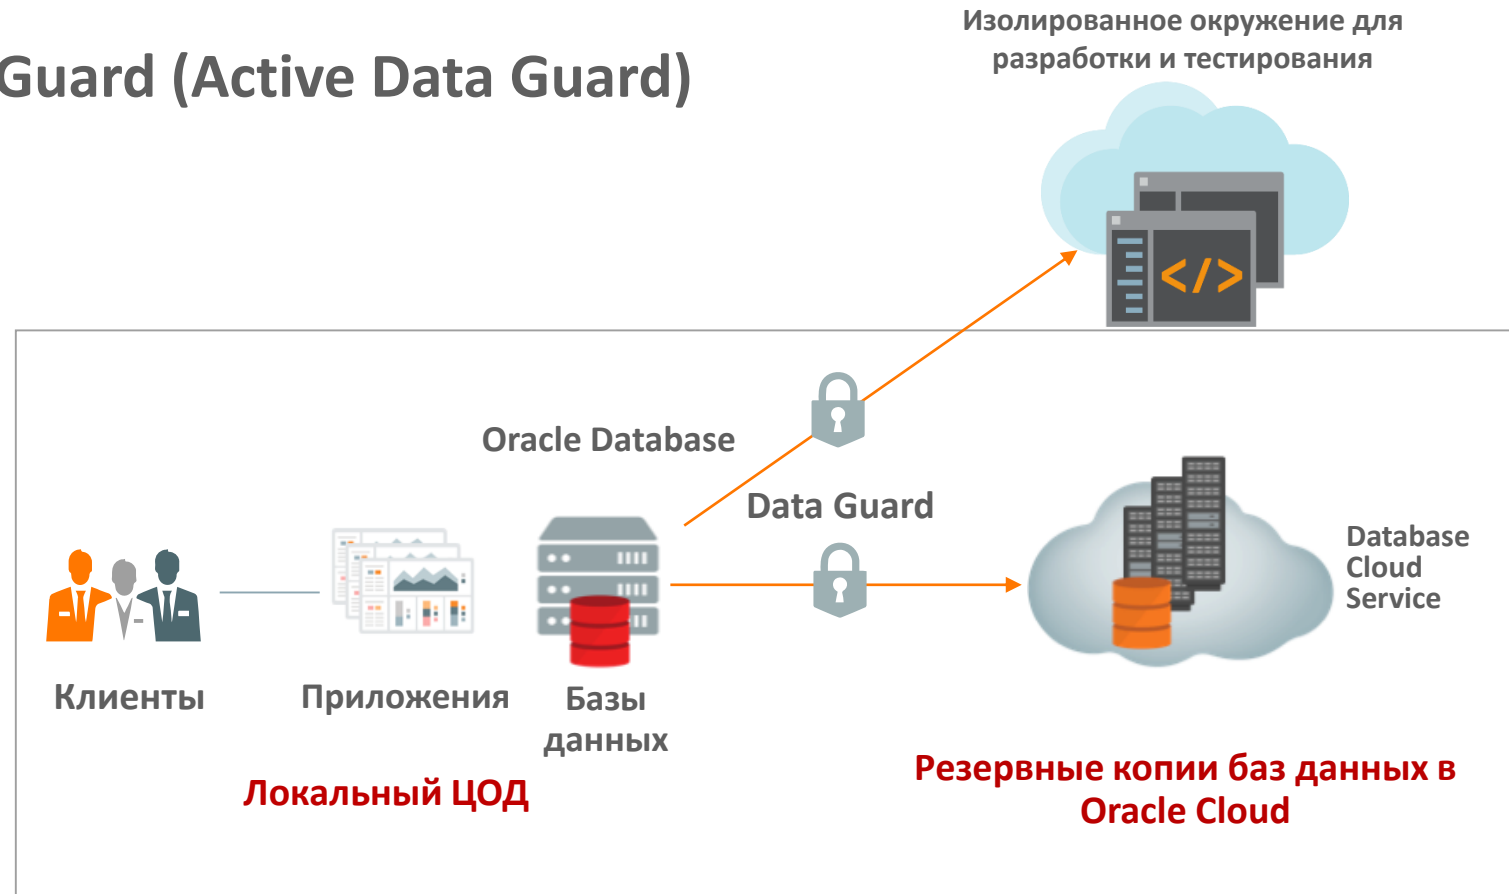 Guard (Active Data Guard)
Изолированное окружение для
разработки и тестирования
</>
Oracle Database
Data Guard
Database
Cloud
Service
Клиенты
Приложения
Базы
данных
Локальный ЦОД
Резервные копии баз данных в
Oracle Cloud